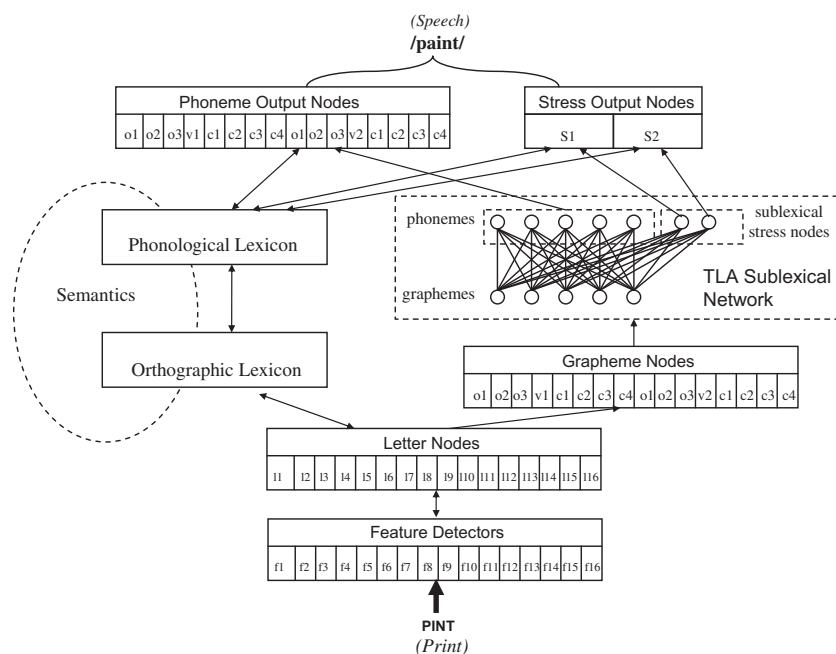 (Speech)
/paint/
Phoneme Output Nodes
o1 o2 o3 v1 c1 c2 c3 c4 o1 o2 o3 v2 c1 c2 c3 c4
Stress Output Nodes
S1 S2
Phonological Lexicon
phonemes
sublexical
stress nodes
Semantics
graphemes
TLA Sublexical
Network
Orthographic Lexicon
Grapheme Nodes
o1 o2 o3 v1 c1 c2 c3 c4 o1 o2 o3 v2 c1 c2 c3 c4
Letter Nodes
l1 l2 l3 l4 l5 l6 l7 l8 l9 l10 l11 l12 l13 l14 l15 l16
Feature Detectors
f1 f2 f3 f4 f5 f6 f7 f8 f9 f10 f11 f12 f13 f14 f15 f16
PINT
(Print)